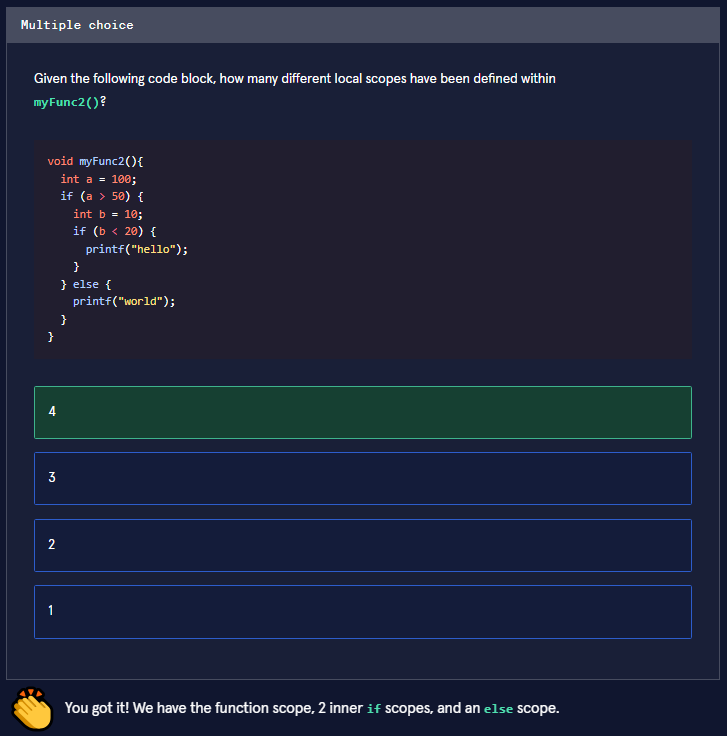 Multiple choice
Given the following code block, how many different local scopes have been defined within
myFunc2()?
void myFunc2(){
  int a = 100;
  if (a > 50) {
    int b = 10;
    if (b < 20) {
      printf("hello");
    }
  } else {
    printf("world");
  }
}
4
3
2
1
You got it! We have the function scope, 2 inner if scopes, and an else scope.